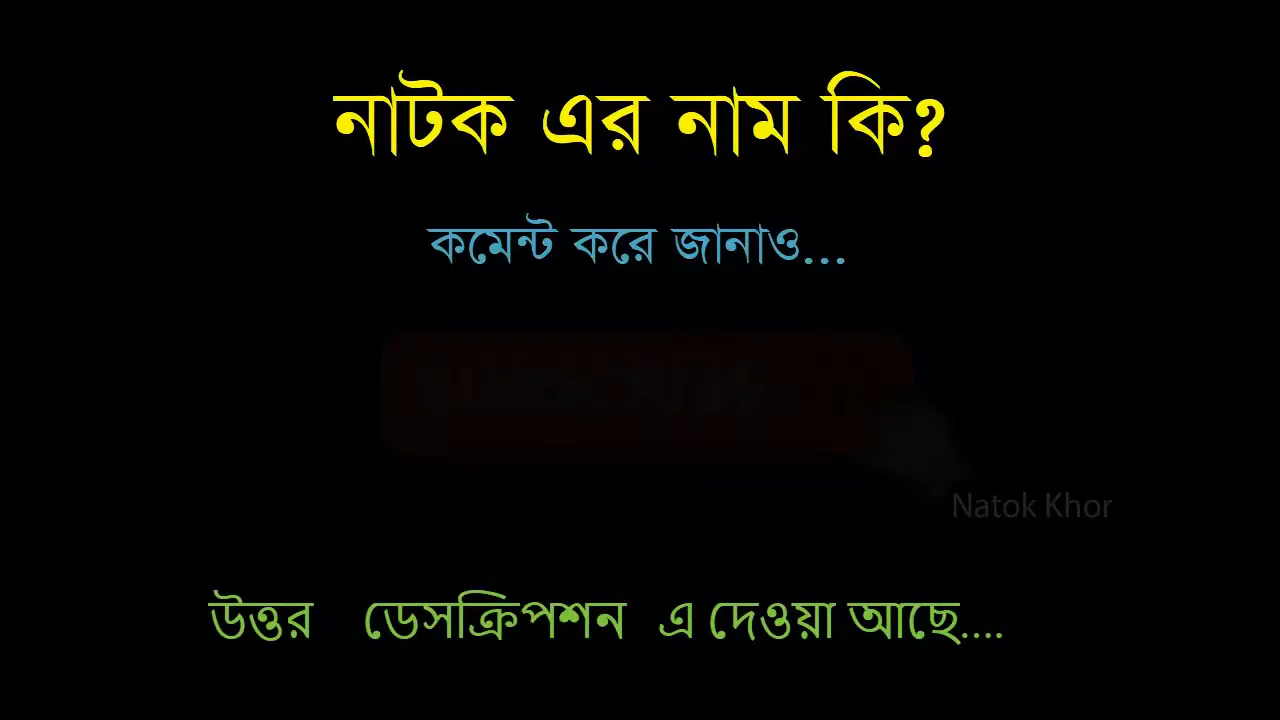 নাটক এর নাম কি?
কমেন্ট করে জানাও...
Natok Khor
উত্তর ডেসক্রিপশন এ দেওয়া আছে....